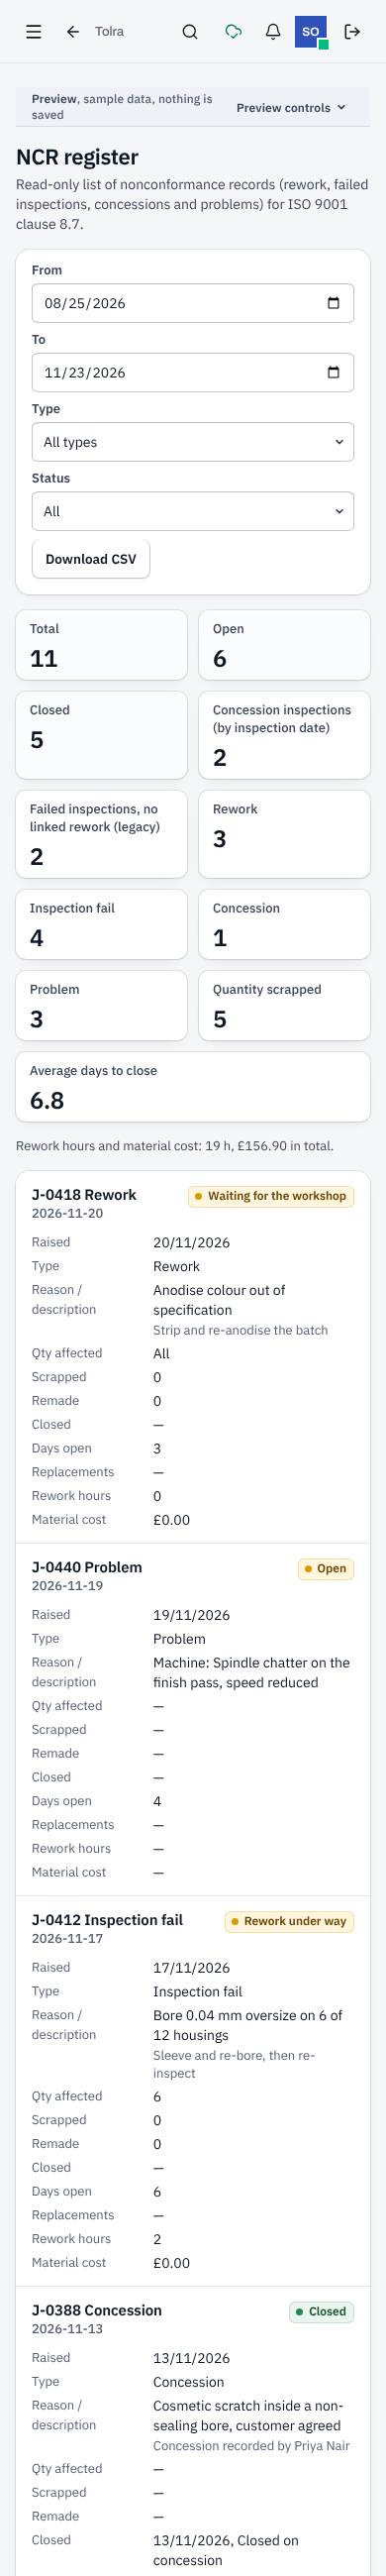 Tolra
SO
Preview, sample data, nothing is
saved
Preview controls
NCR register
Read-only list of nonconformance records (rework, failed
inspections, concessions and problems) for ISO 9001
clause 8.7.
From
08/25/2026
To
11/23/2026
Type
All types
Status
All
Download CSV
Total
11
Open
6
Closed
5
Concession inspections
(by inspection date)
2
Failed inspections, no
linked rework (legacy)
2
Rework
3
Inspection fail
4
Concession
1
Problem
3
Quantity scrapped
5
Average days to close
6.8
Rework hours and material cost: 19 h, £156.90 in total.
J-0418 Rework
Waiting for the workshop
2026-11-20
Raised 20/11/2026
Type Rework
Reason / Anodise colour out of
description specification
Strip and re-anodise the batch
Qty affected All
Scrapped 0
Remade 0
Closed —
Days open 3
Replacements —
Rework hours 0
Material cost £0.00
J-0440 Problem
Open
2026-11-19
Raised 19/11/2026
Type Problem
Reason / Machine: Spindle chatter on the
description finish pass, speed reduced
Qty affected —
Scrapped —
Remade —
Closed —
Days open 4
Replacements —
Rework hours —
Material cost —
J-0412 Inspection fail
Rework under way
2026-11-17
Raised 17/11/2026
Type Inspection fail
Reason / Bore 0.04 mm oversize on 6 of
description 12 housings
Sleeve and re-bore, then re-
inspect
Qty affected 6
Scrapped 0
Remade 0
Closed —
Days open 6
Replacements —
Rework hours 2
Material cost £0.00
J-0388 Concession
Closed
2026-11-13
Raised 13/11/2026
Type Concession
Reason / Cosmetic scratch inside a non-
description sealing bore, customer agreed
Concession recorded by Priya Nair
Qty affected —
Scrapped —
Remade —
Closed 13/11/2026, Closed on
concession